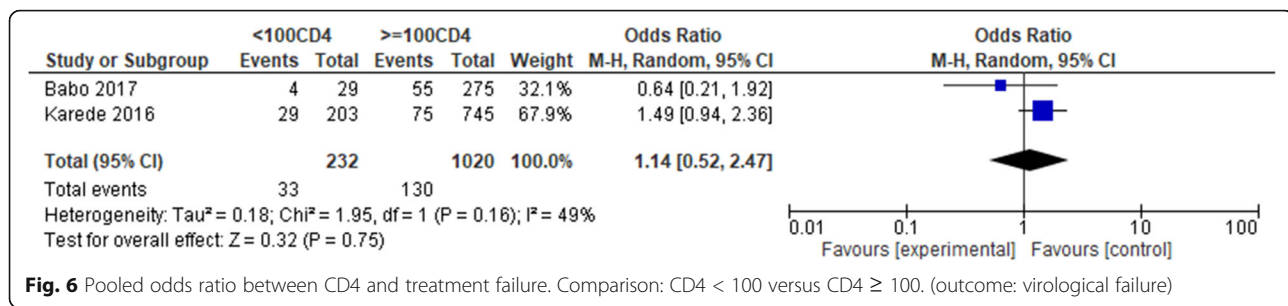 <100CD4 >=100CD4 Odds Ratio Odds Ratio
Study or Subgroup Events Total Events Total Weight M-H, Random, 95% CI M-H, Random, 95% CI
Babo 2017 4 29 55 275 32.1% 0.64 [0.21, 1.92]
Karede 2016 29 203 75 745 67.9% 1.49 [0.94, 2.36]
Total (95% CI) 232 1020 100.0% 1.14 [0.52, 2.47]
Total events 33 130
Heterogeneity: Tau² = 0.18; Chi² = 1.95, df = 1 (P = 0.16); I² = 49%
Test for overall effect: Z = 0.32 (P = 0.75)
0.01 0.1 1 10 100
Favours [experimental] Favours [control]
Fig. 6 Pooled odds ratio between CD4 and treatment failure. Comparison: CD4 < 100 versus CD4 ≥ 100. (outcome: virological failure)